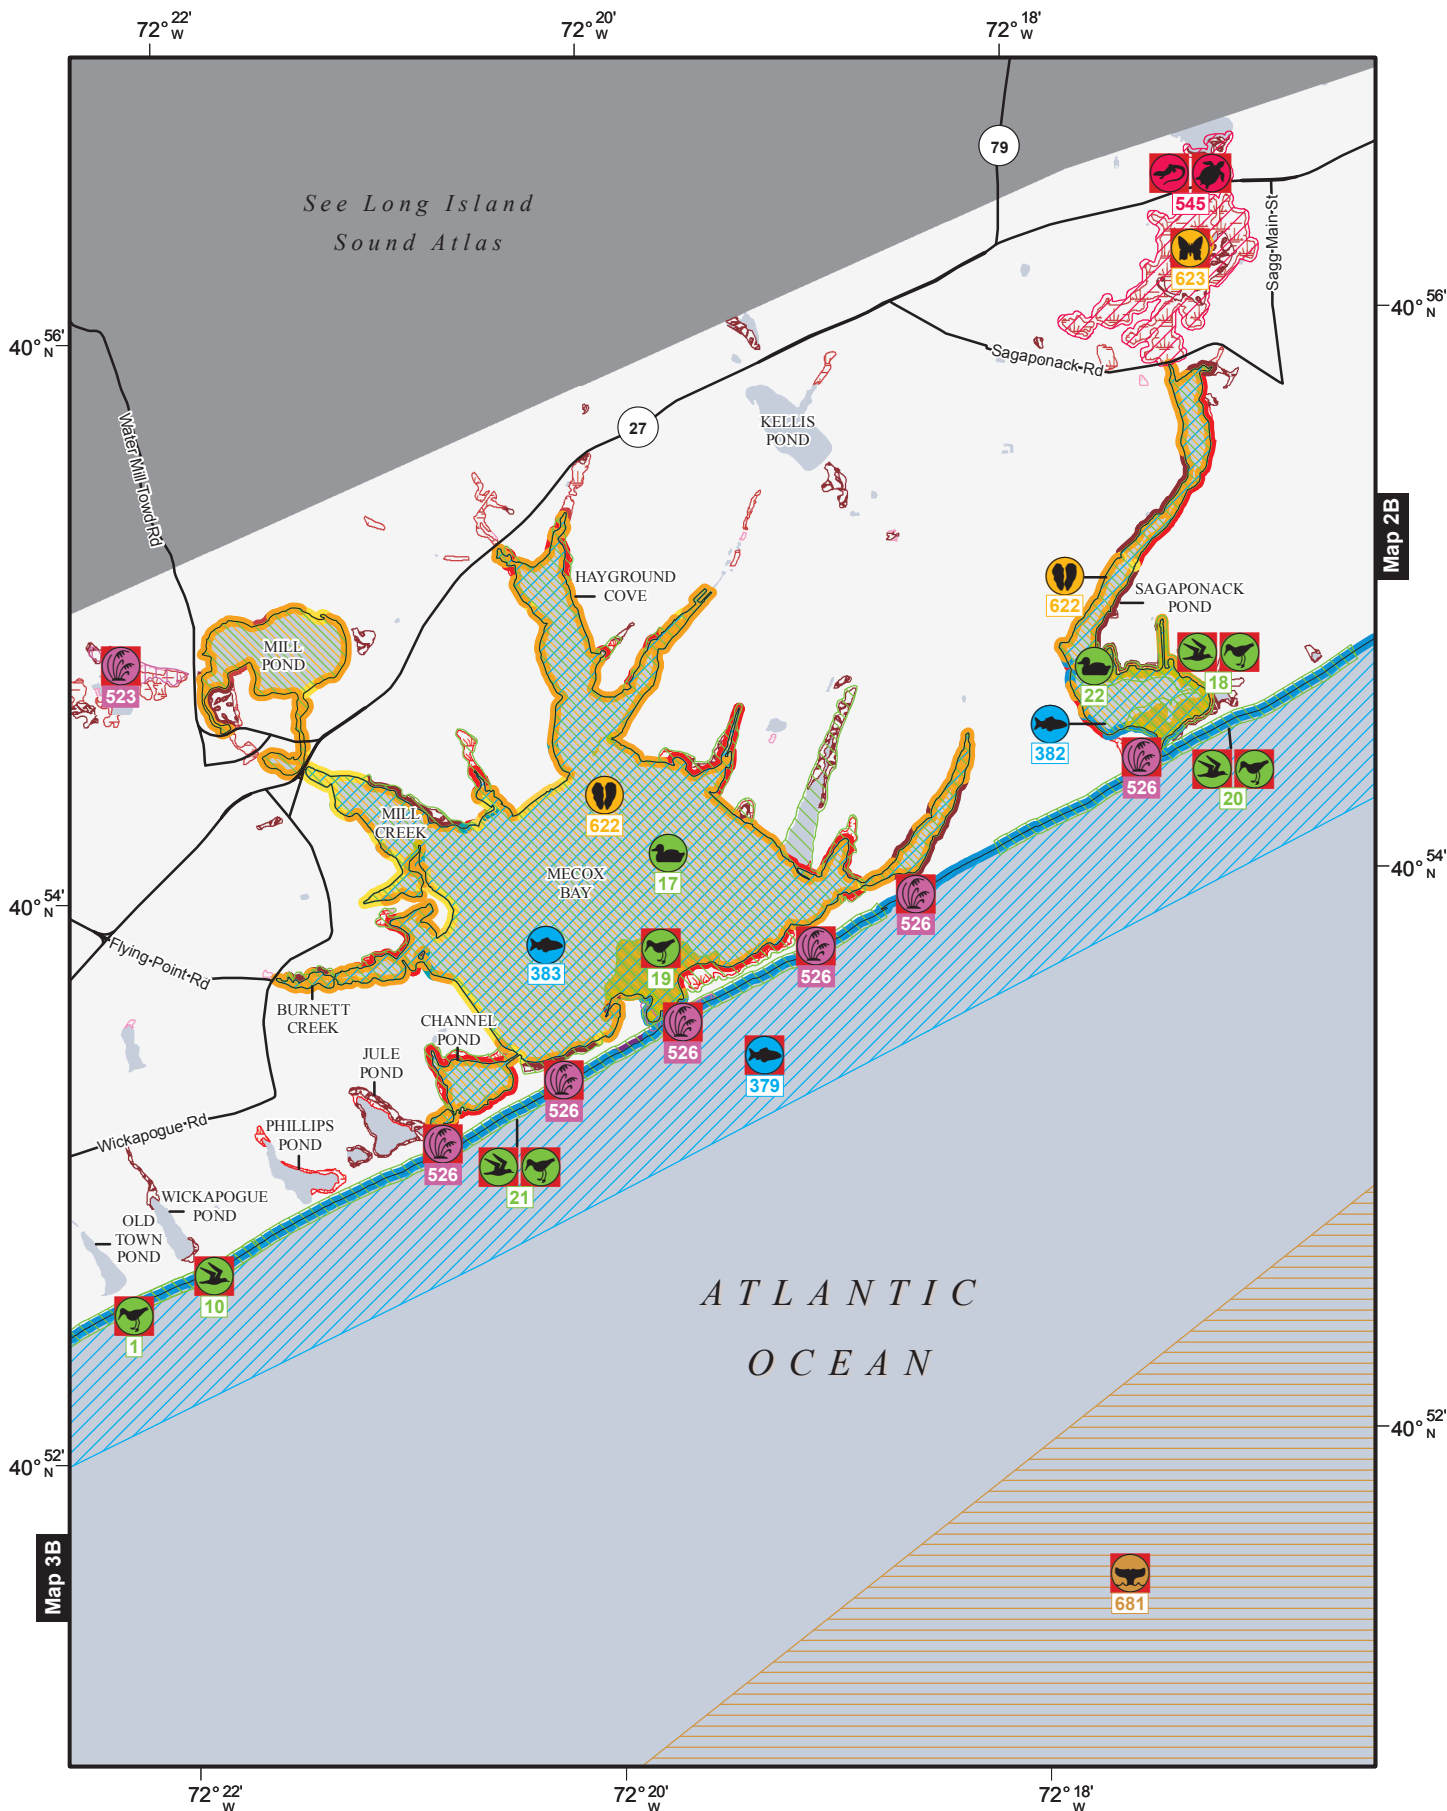 72° 22' W
72° 20' W
72° 18' W
79
See Long Island
Sound Atlas
545
623
Sagg-Main-St
40° 56' N
40° 56' N
Sagaponack-Rd
27
KELLIS
POND
Water Mill-Towd Rd
Map 2B
HAYGROUND
COVE
622
SAGAPONACK
POND
MILL
POND
523
18
22
382
526
20
622
MILL
CREEK
17
MECOX
BAY
40° 54' N
40° 54' N
526
Flying-Point-Rd
383
19
526
BURNETT
CREEK
CHANNEL
POND
526
379
JULE
POND
526
Wickapogue-Rd
PHILLIPS
POND
526
21
WICKAPOGUE
POND
OLD
TOWN
POND
10
1
ATLANTIC
OCEAN
40° 52' N
40° 52' N
Map 3B
681
72° 22' W
72° 20' W
72° 18' W